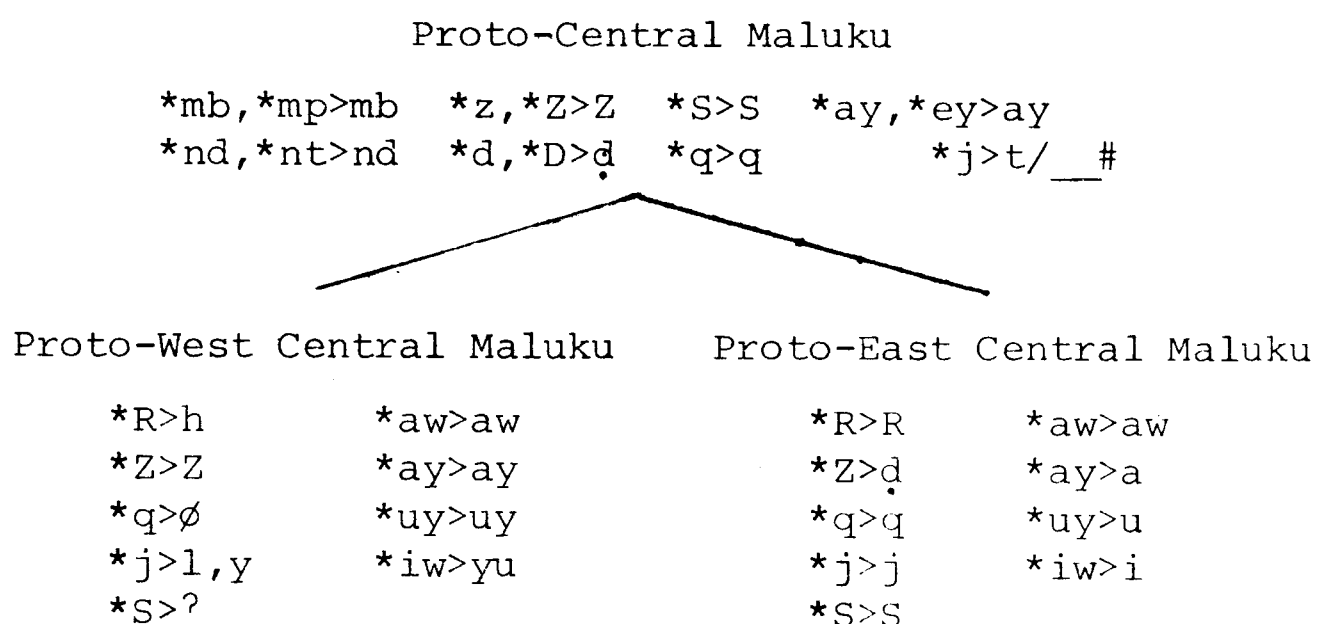 Proto-Central Maluku
*mb,*mp>mb *z,*Z>Z *S>S *ay,*ey>ay
*nd,*nt>nd *d,*D>ḍ *q>q *j>t/__#
Proto-West Central Maluku Proto-East Central Maluku
*R>h *aw>aw *R>R *aw>aw
*Z>Z *ay>ay *Z>ḍ *ay>a
*q>ø *uy>uy *q>q *uy>u
*j>l,y *iw>yu *j>j *iw>i
*S>? *S>S